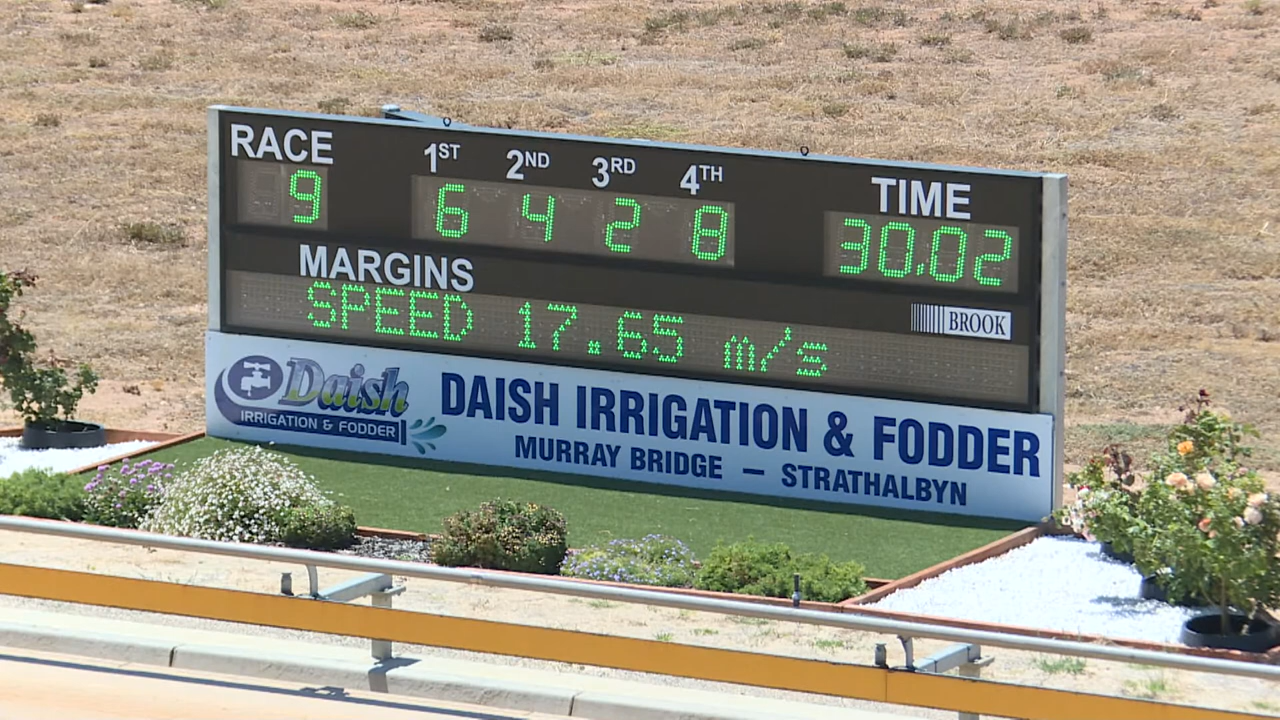 RACE 1ST 2ND 3RD 4TH TIME
9 6 4 2 8 30.02
MARGINS
SPEED 17.65 m/s
BROOK
Daish
IRRIGATION & FODDER
DAISH IRRIGATION & FODDER
MURRAY BRIDGE – STRATHALBYN